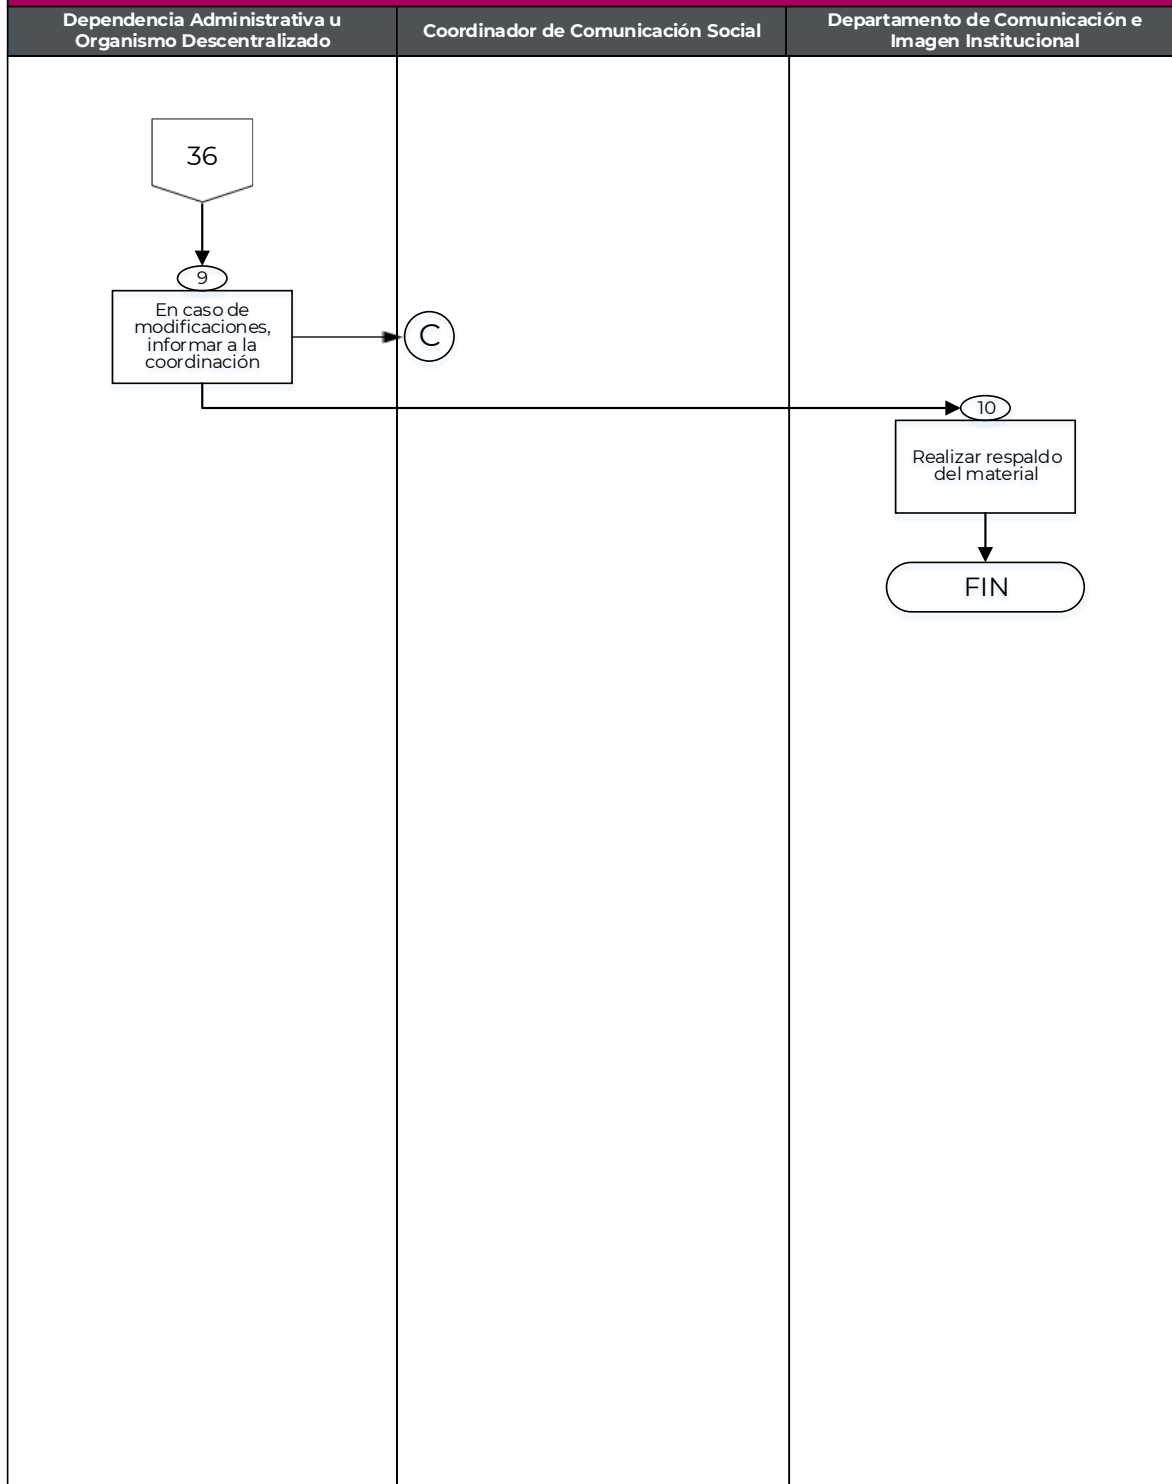 Dependencia Administrativa u
Organismo Descentralizado
Coordinador de Comunicación Social
Departamento de Comunicación e
Imagen Institucional
36
9
En caso de
modificaciones,
informar a la
coordinación
C
10
Realizar respaldo
del material
FIN